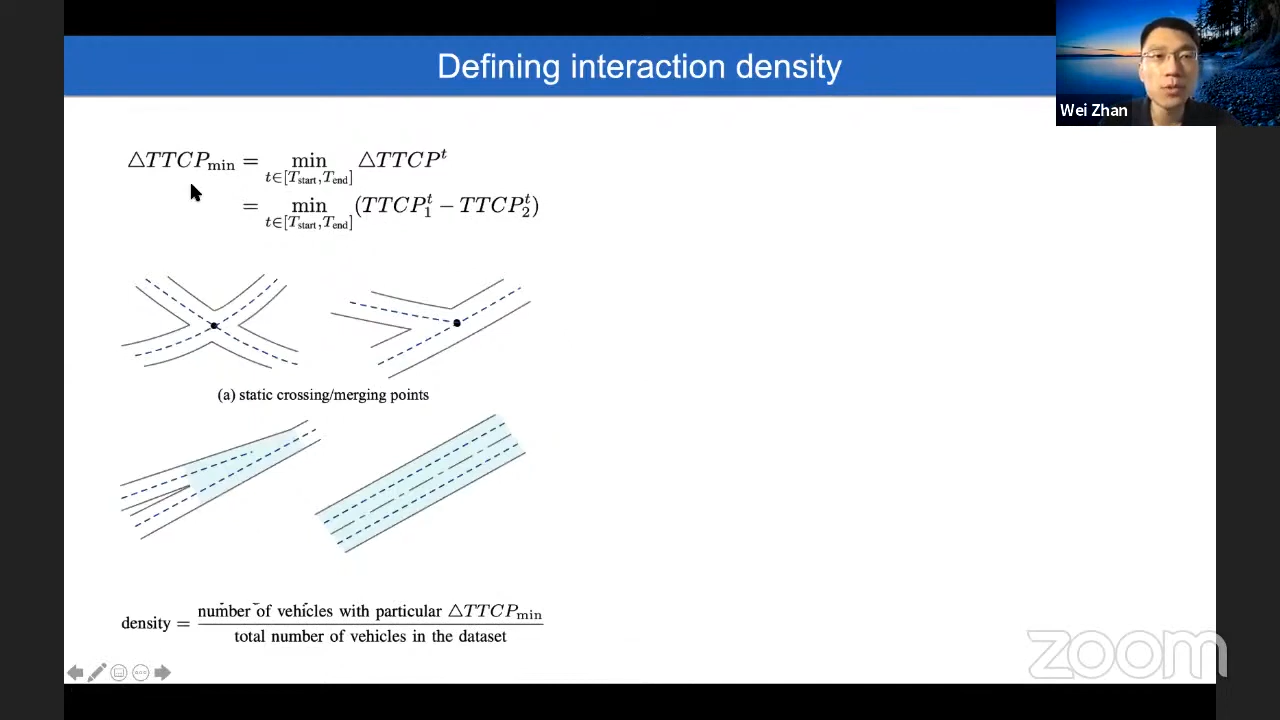 Defining interaction density
Wei Zhan
△TTCP_min = min_{t∈[T_start,T_end]} △TTCP^t
= min_{t∈[T_start,T_end]} (TTCP_1^t − TTCP_2^t)
(a) static crossing/merging points
density = number of vehicles with particular △TTCP_min
total number of vehicles in the dataset
zoom